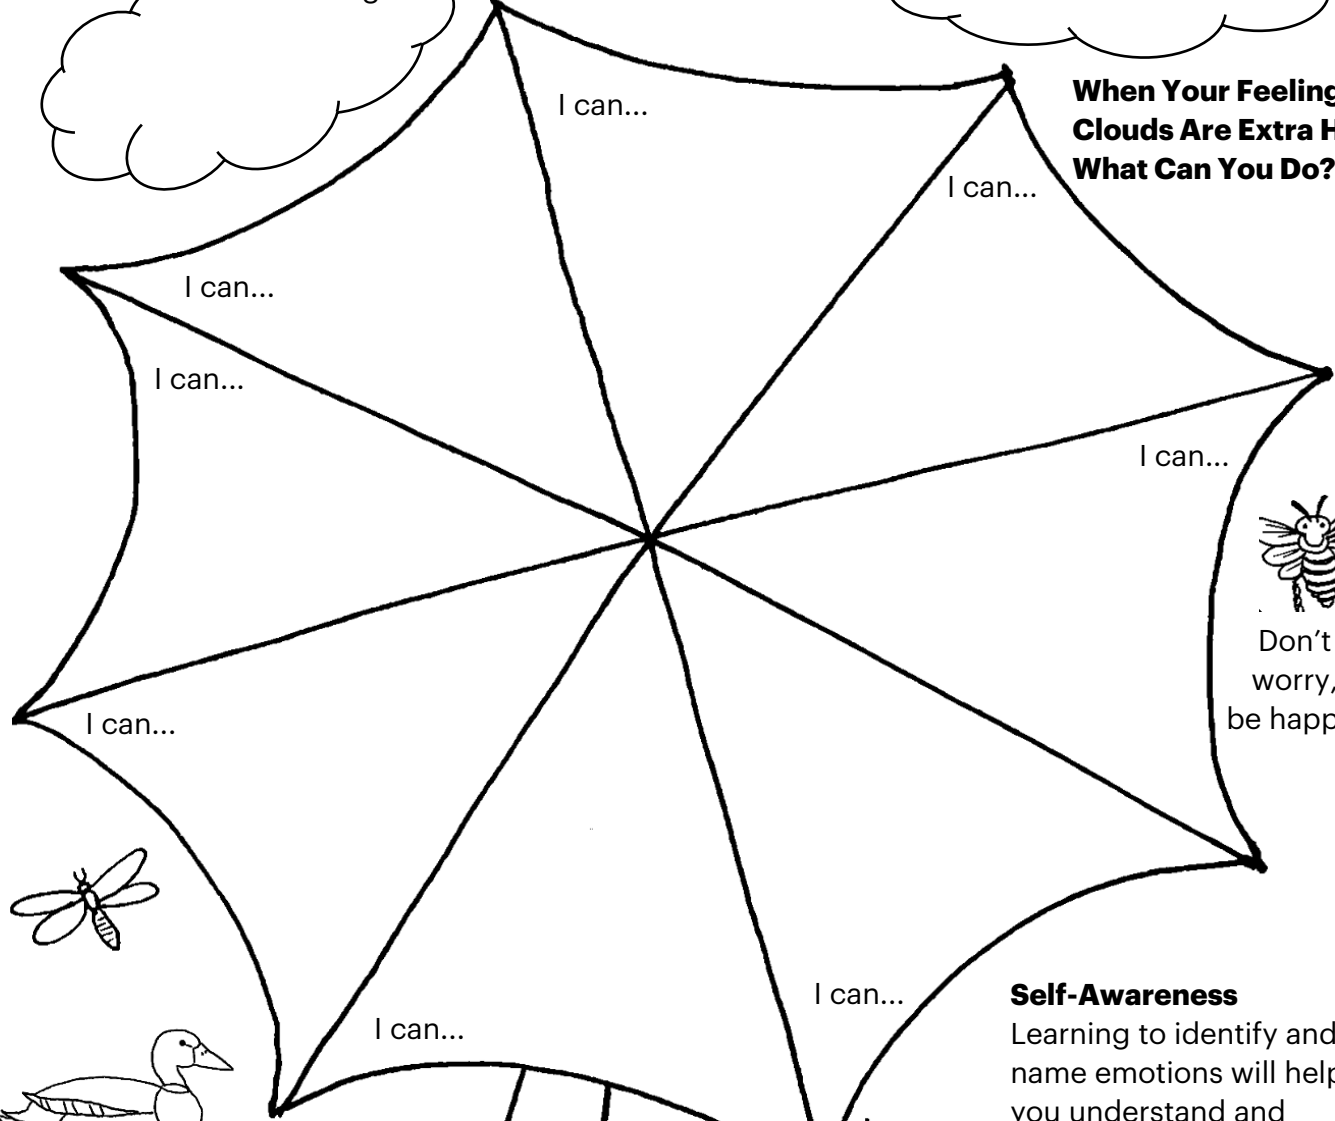 I can...
When Your Feeling
Clouds Are Extra H
What Can You Do?
I can...
I can...
I can...
I can...
Don't
worry,
be happ
I can...
I can...
I can...
Self-Awareness
Learning to identify and
name emotions will help
you understand and